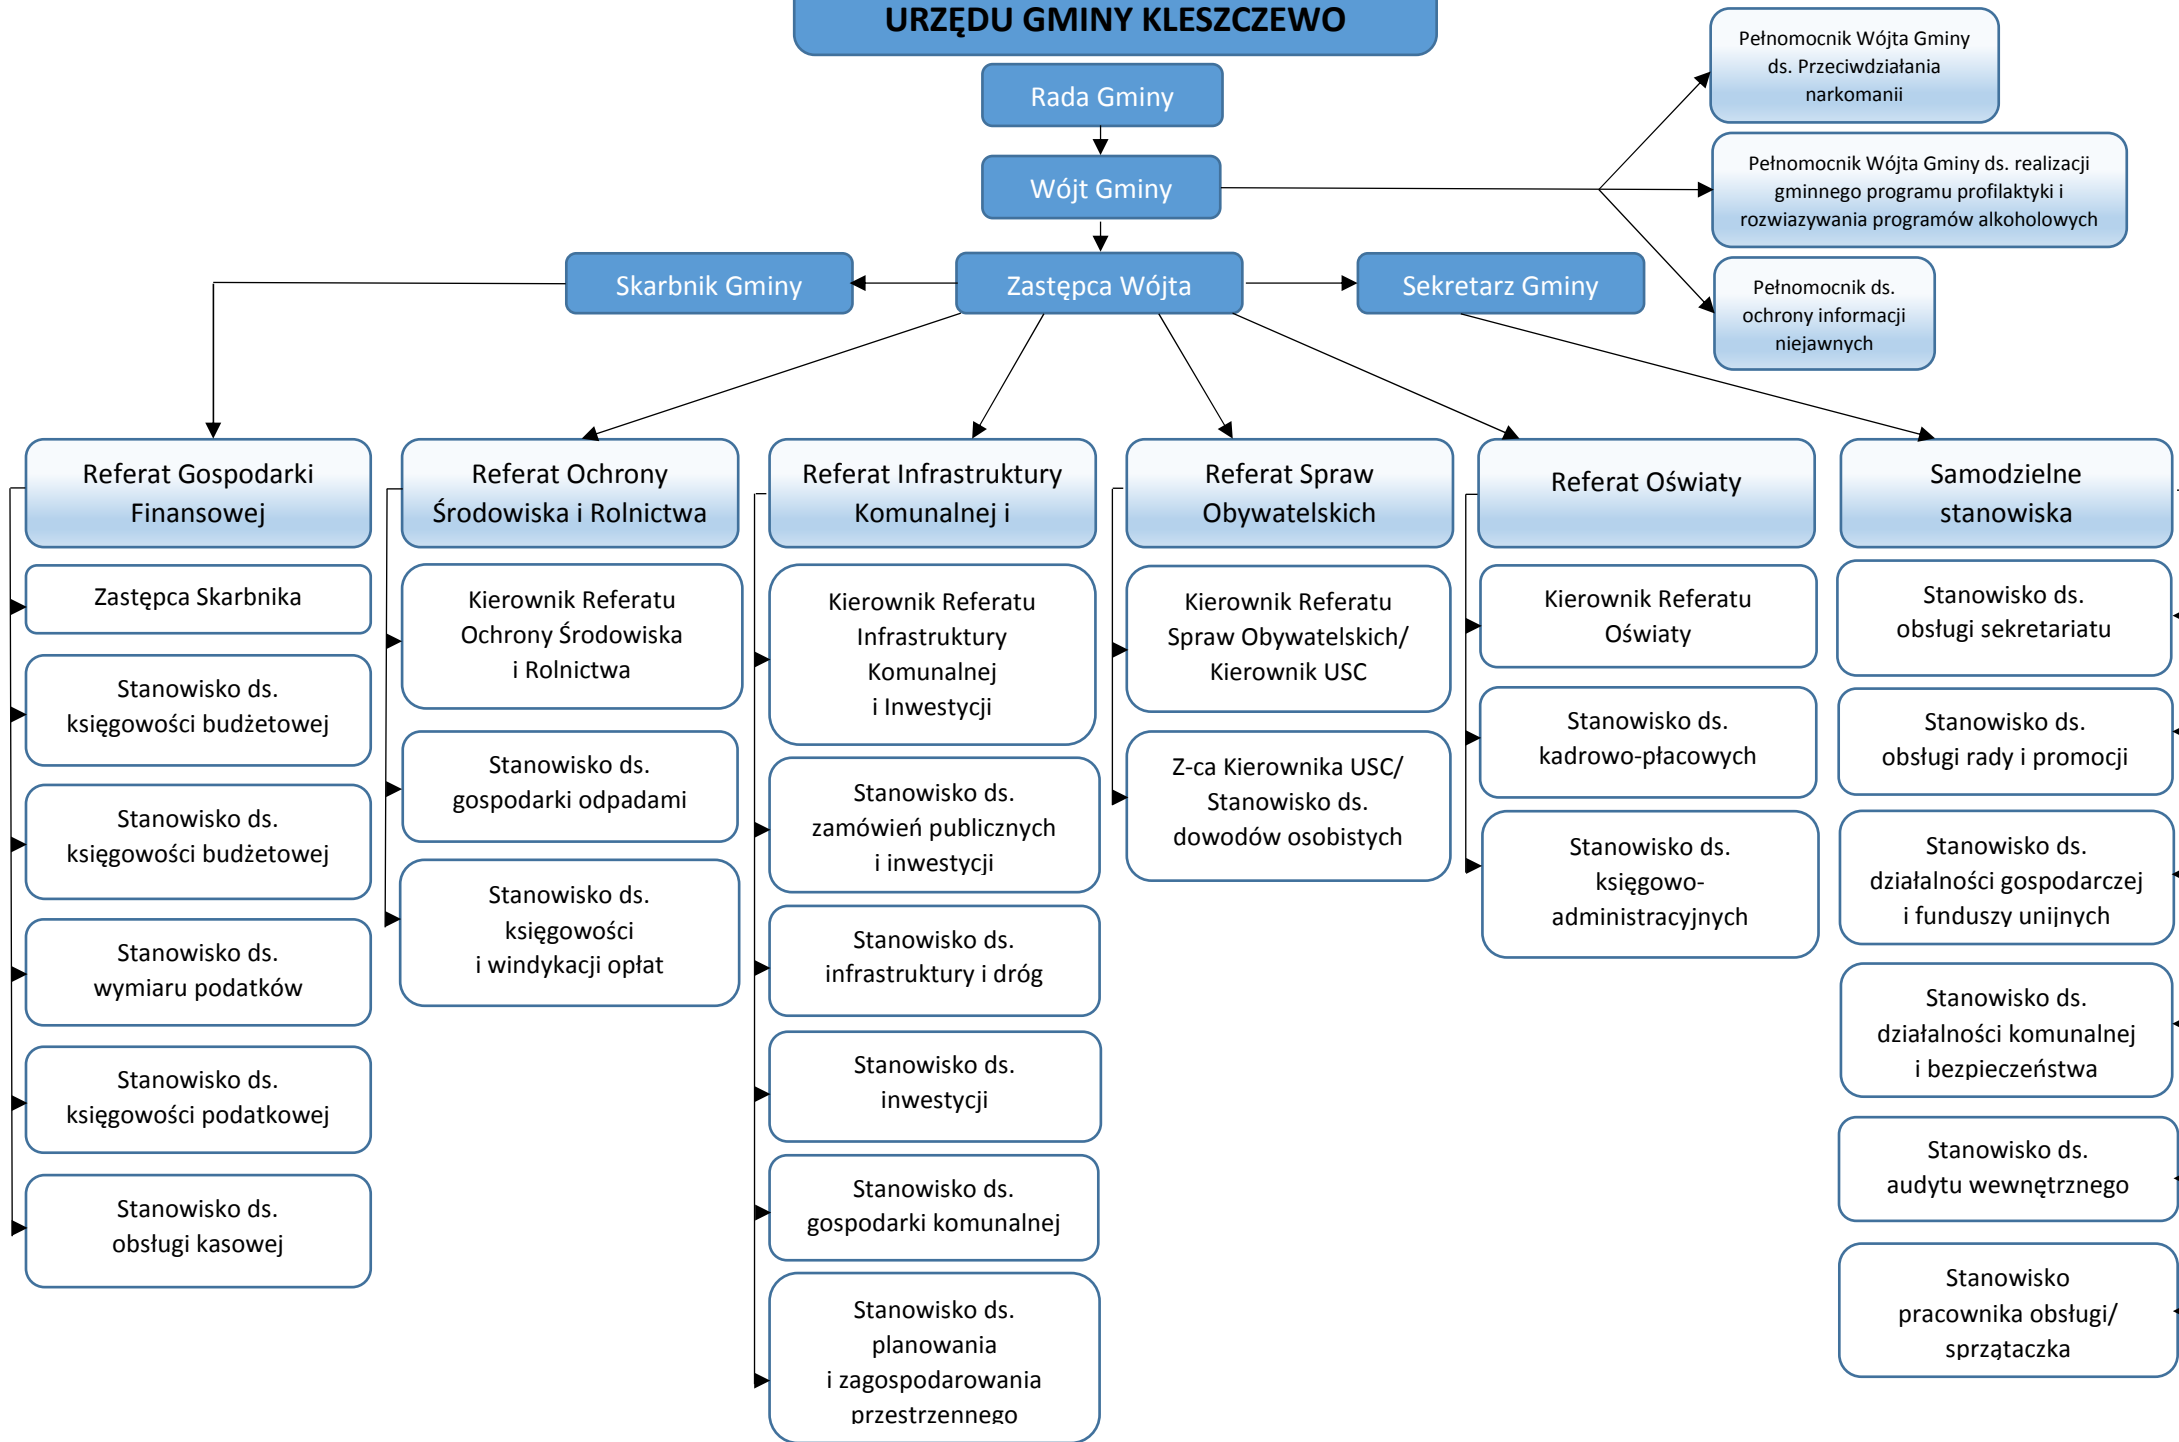 URZĘDU GMINY KLESZCZEWO
Rada Gminy
Wójt Gminy
Pełnomocnik Wójta Gminy
ds. Przeciwdziałania
narkomanii
Pełnomocnik Wójta Gminy ds. realizacji
gminnego programu profilaktyki i
rozwiazywania programów alkoholowych
Pełnomocnik ds.
ochrony informacji
niejawnych
Skarbnik Gminy
Zastępca Wójta
Sekretarz Gminy
Referat Gospodarki
Finansowej
Zastępca Skarbnika
Stanowisko ds.
księgowości budżetowej
Stanowisko ds.
księgowości budżetowej
Stanowisko ds.
wymiaru podatków
Stanowisko ds.
księgowości podatkowej
Stanowisko ds.
obsługi kasowej
Referat Ochrony
Środowiska i Rolnictwa
Kierownik Referatu
Ochrony Środowiska
i Rolnictwa
Stanowisko ds.
gospodarki odpadami
Stanowisko ds.
księgowości
i windykacji opłat
Referat Infrastruktury
Komunalnej i
Kierownik Referatu
Infrastruktury
Komunalnej
i Inwestycji
Stanowisko ds.
zamówień publicznych
i inwestycji
Stanowisko ds.
infrastruktury i dróg
Stanowisko ds.
inwestycji
Stanowisko ds.
gospodarki komunalnej
Stanowisko ds.
planowania
i zagospodarowania
przestrzennego
Referat Spraw
Obywatelskich
Kierownik Referatu
Spraw Obywatelskich/
Kierownik USC
Z-ca Kierownika USC/
Stanowisko ds.
dowodów osobistych
Referat Oświaty
Kierownik Referatu
Oświaty
Stanowisko ds.
kadrowo-płacowych
Stanowisko ds.
księgowo-
administracyjnych
Samodzielne
stanowiska
Stanowisko ds.
obsługi sekretariatu
Stanowisko ds.
obsługi rady i promocji
Stanowisko ds.
działalności gospodarczej
i funduszy unijnych
Stanowisko ds.
działalności komunalnej
i bezpieczeństwa
Stanowisko ds.
audytu wewnętrznego
Stanowisko
pracownika obsługi/
sprzątaczka